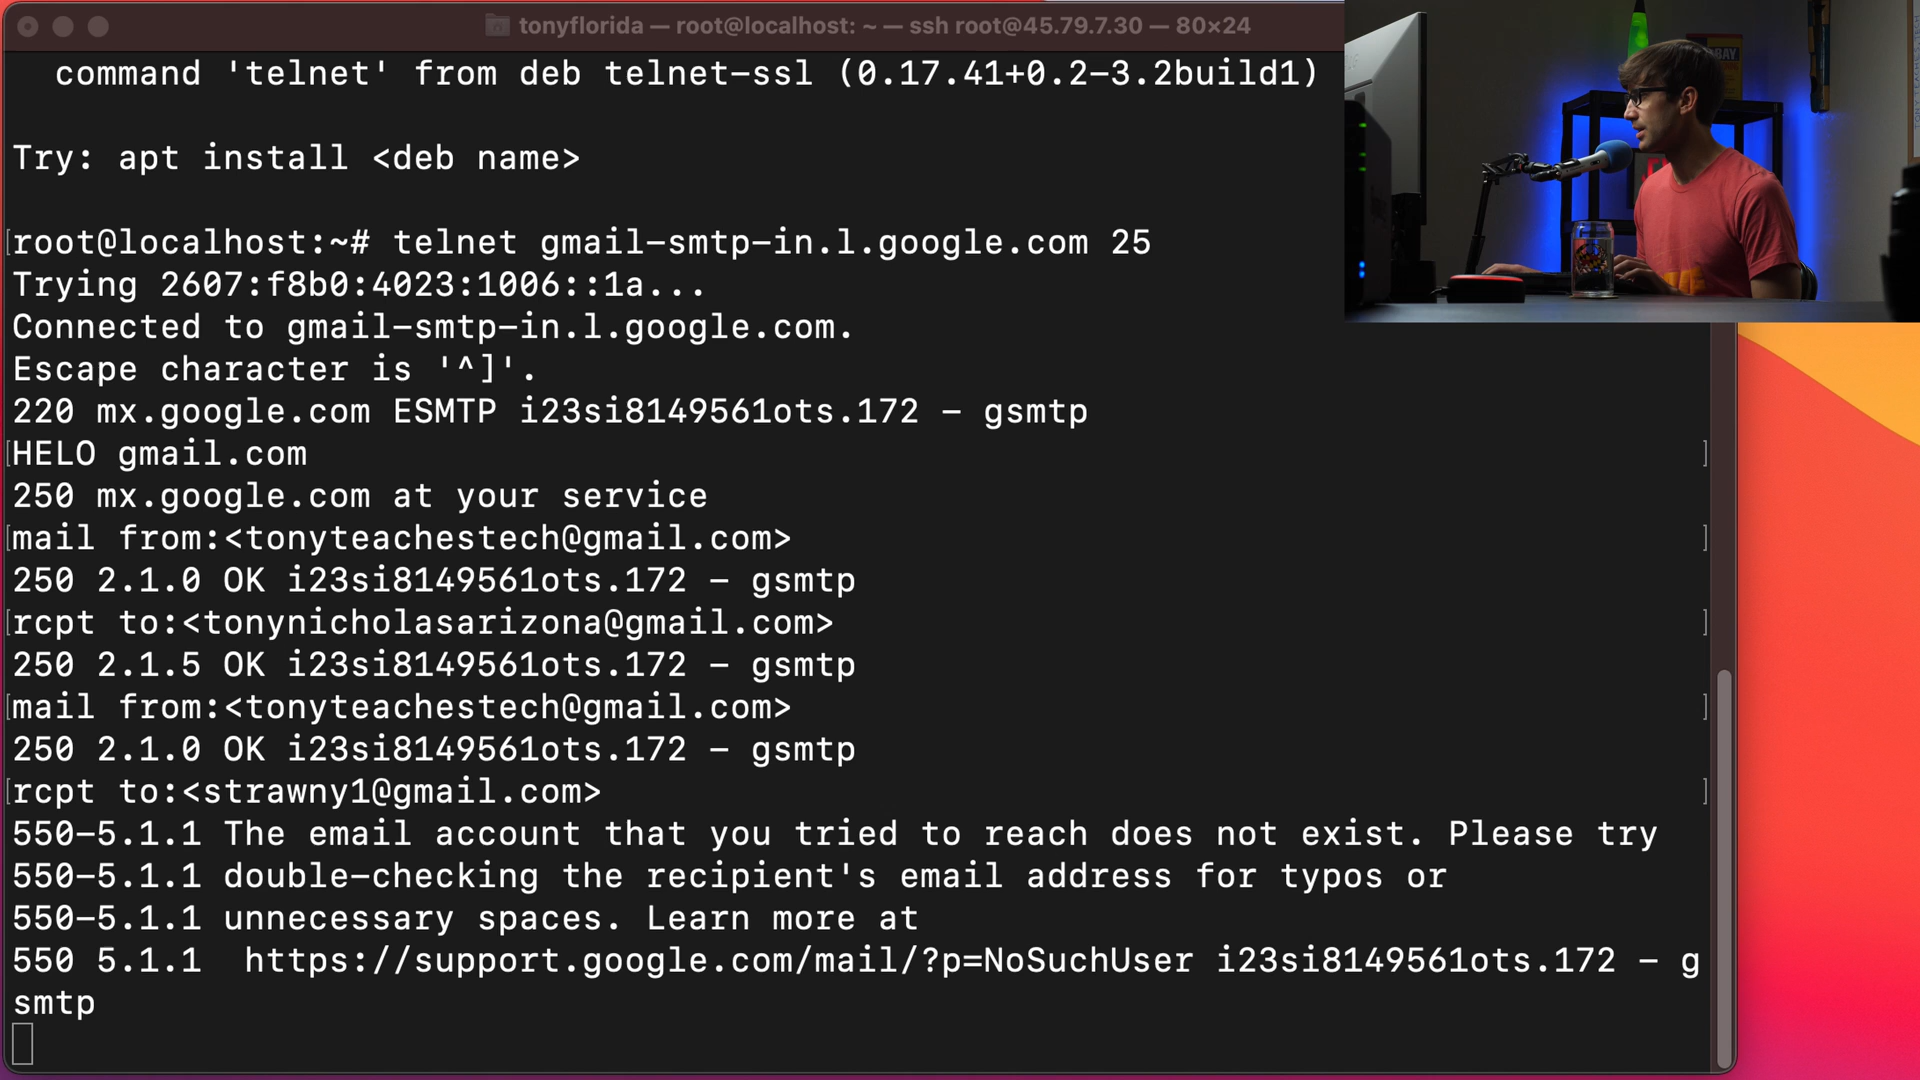 tonyflorida — root@localhost: ~ — ssh root@45.79.7.30 — 80×24
command 'telnet' from deb telnet-ssl (0.17.41+0.2-3.2build1)
Try: apt install <deb name>
[root@localhost:~# telnet gmail-smtp-in.l.google.com 25
Trying 2607:f8b0:4023:1006::1a...
Connected to gmail-smtp-in.l.google.com.
Escape character is '^]'.
220 mx.google.com ESMTP i23si8149561ots.172 - gsmtp
[HELO gmail.com ]
250 mx.google.com at your service
[mail from:<tonyteachestech@gmail.com> ]
250 2.1.0 OK i23si8149561ots.172 - gsmtp
[rcpt to:<tonynicholasarizona@gmail.com> ]
250 2.1.5 OK i23si8149561ots.172 - gsmtp
[mail from:<tonyteachestech@gmail.com> ]
250 2.1.0 OK i23si8149561ots.172 - gsmtp
[rcpt to:<strawny1@gmail.com> ]
550-5.1.1 The email account that you tried to reach does not exist. Please try
550-5.1.1 double-checking the recipient's email address for typos or
550-5.1.1 unnecessary spaces. Learn more at
550 5.1.1  https://support.google.com/mail/?p=NoSuchUser i23si8149561ots.172 - g
smtp